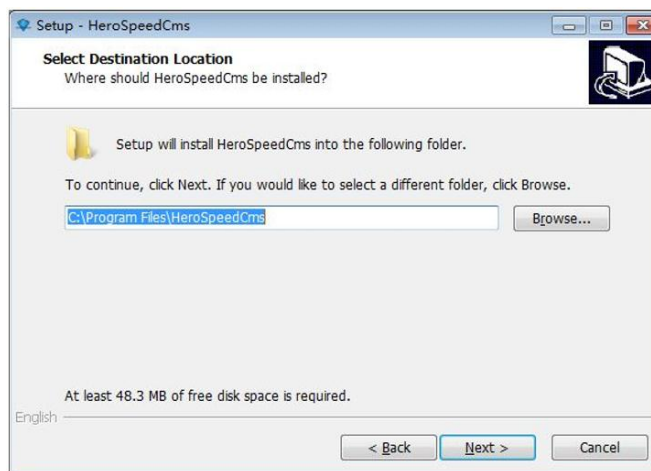 Setup - HeroSpeedCms
Select Destination Location
Where should HeroSpeedCms be installed?
Setup will install HeroSpeedCms into the following folder.
To continue, click Next. If you would like to select a different folder, click Browse.
C:\Program Files\HeroSpeedCms
Browse...
At least 48.3 MB of free disk space is required.
English
< Back
Next >
Cancel